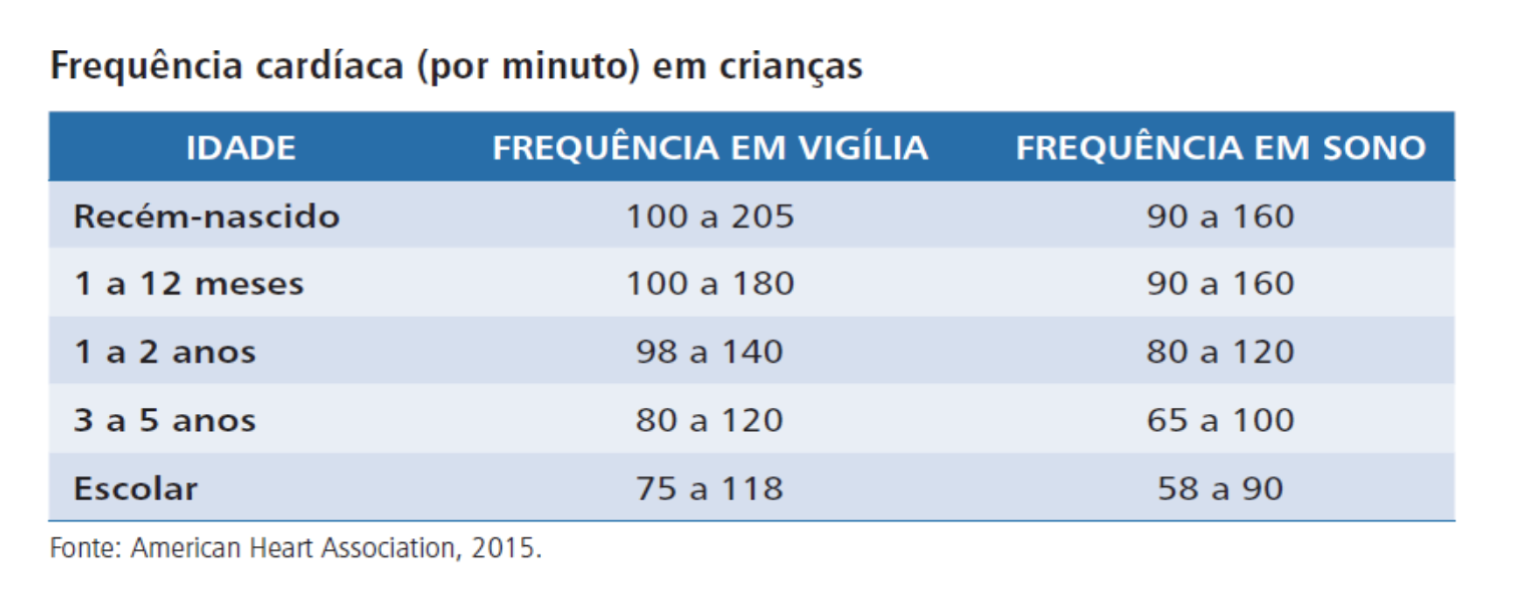 Frequência cardíaca (por minuto) em crianças
IDADE FREQUÊNCIA EM VIGÍLIA FREQUÊNCIA EM SONO
Recém-nascido 100 a 205 90 a 160
1 a 12 meses 100 a 180 90 a 160
1 a 2 anos 98 a 140 80 a 120
3 a 5 anos 80 a 120 65 a 100
Escolar 75 a 118 58 a 90
Fonte: American Heart Association, 2015.